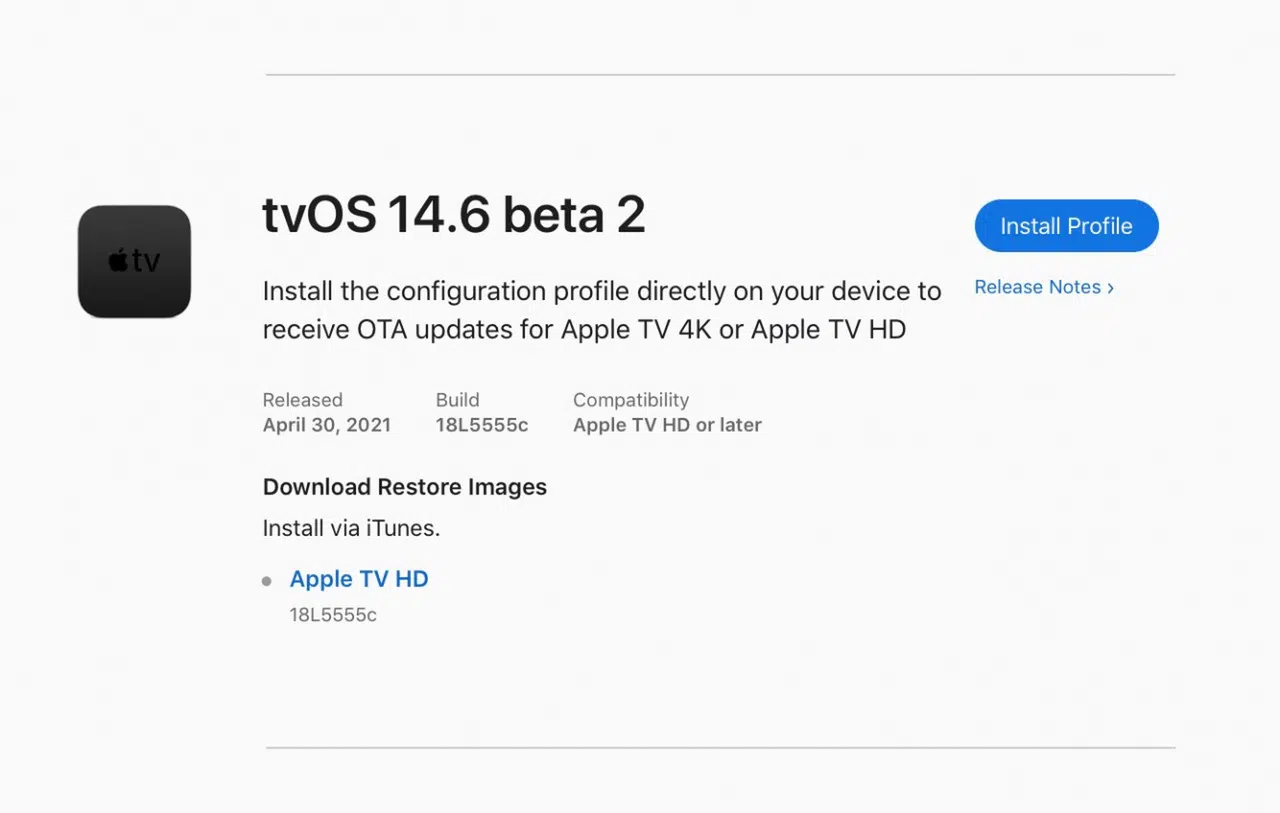 tvOS 14.6 beta 2
Install Profile
tv
Install the configuration profile directly on your device to
receive OTA updates for Apple TV 4K or Apple TV HD
Release Notes ›
Released
Build
Compatibility
April 30, 2021
18L5555c
Apple TV HD or later
Download Restore Images
Install via iTunes.
Apple TV HD
18L5555c